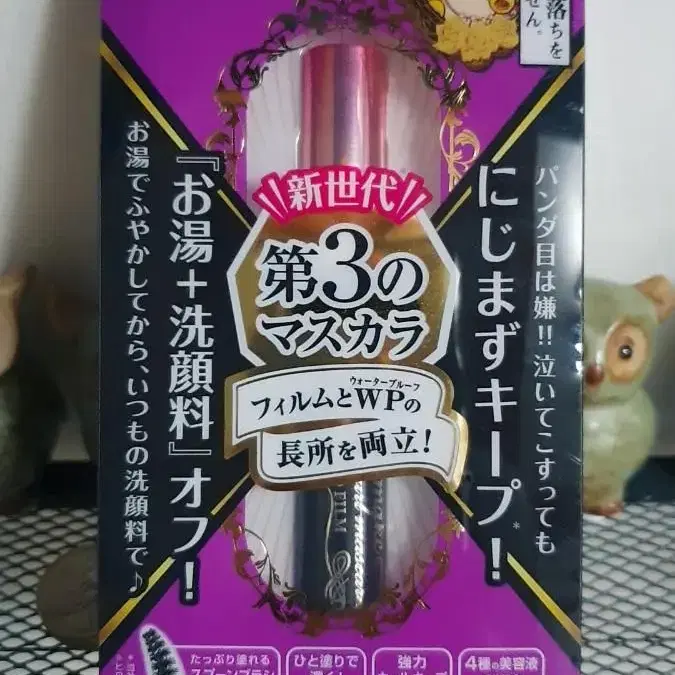 落ちを
せん。
パンダ目は嫌!!泣いてこすっても
にじまずキープ*！
新世代
第3の
マスカラ
ウォータープルーフ
フィルムとWPの
長所を両立！
『お湯＋洗顔料』オフ！
お湯でふやかしてから、いつもの洗顔料で♪
FILM
たっぷり塗れる
スプーンブラシ
ひと塗りで
強力
4種の美容液